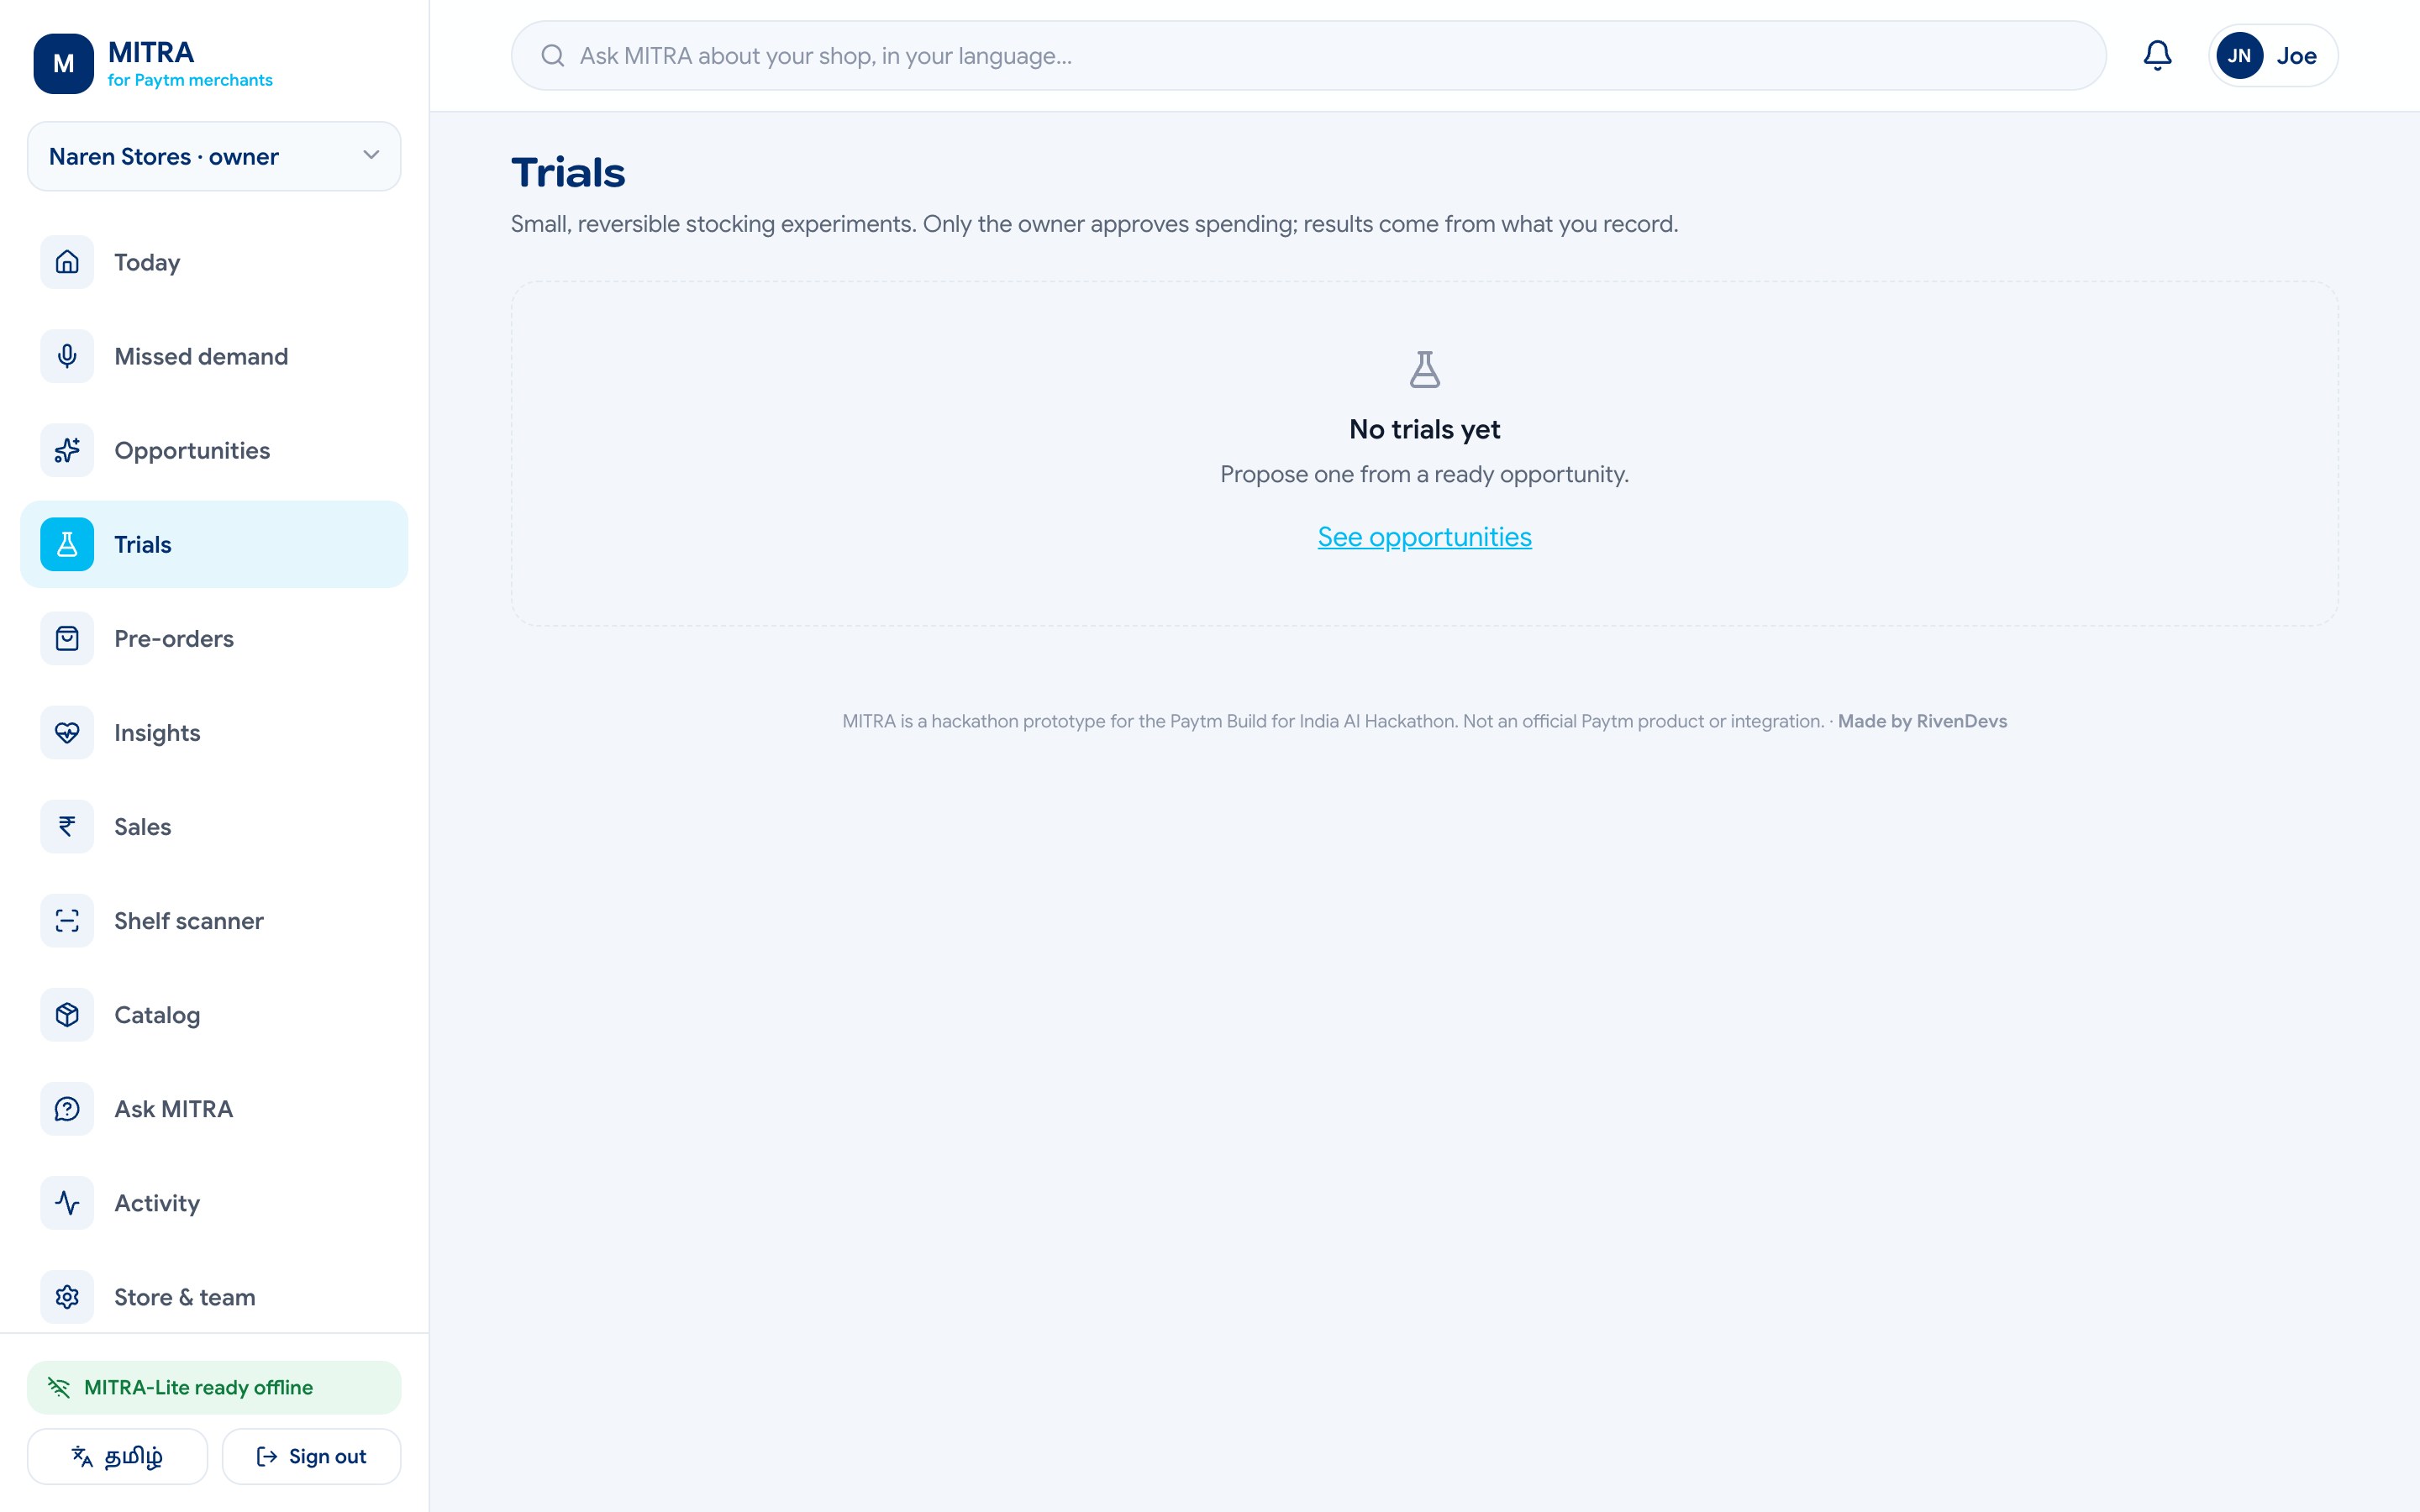 M
MITRA
for Paytm merchants
Naren Stores · owner
Today
Missed demand
Opportunities
Trials
Pre-orders
Insights
₹
Sales
Shelf scanner
Catalog
Ask MITRA
Activity
Store & team
MITRA-Lite ready offline
தமிழ்
Sign out
Ask MITRA about your shop, in your language...
JN
Joe
Trials
Small, reversible stocking experiments. Only the owner approves spending; results come from what you record.
No trials yet
Propose one from a ready opportunity.
See opportunities
MITRA is a hackathon prototype for the Paytm Build for India AI Hackathon. Not an official Paytm product or integration. · Made by RivenDevs